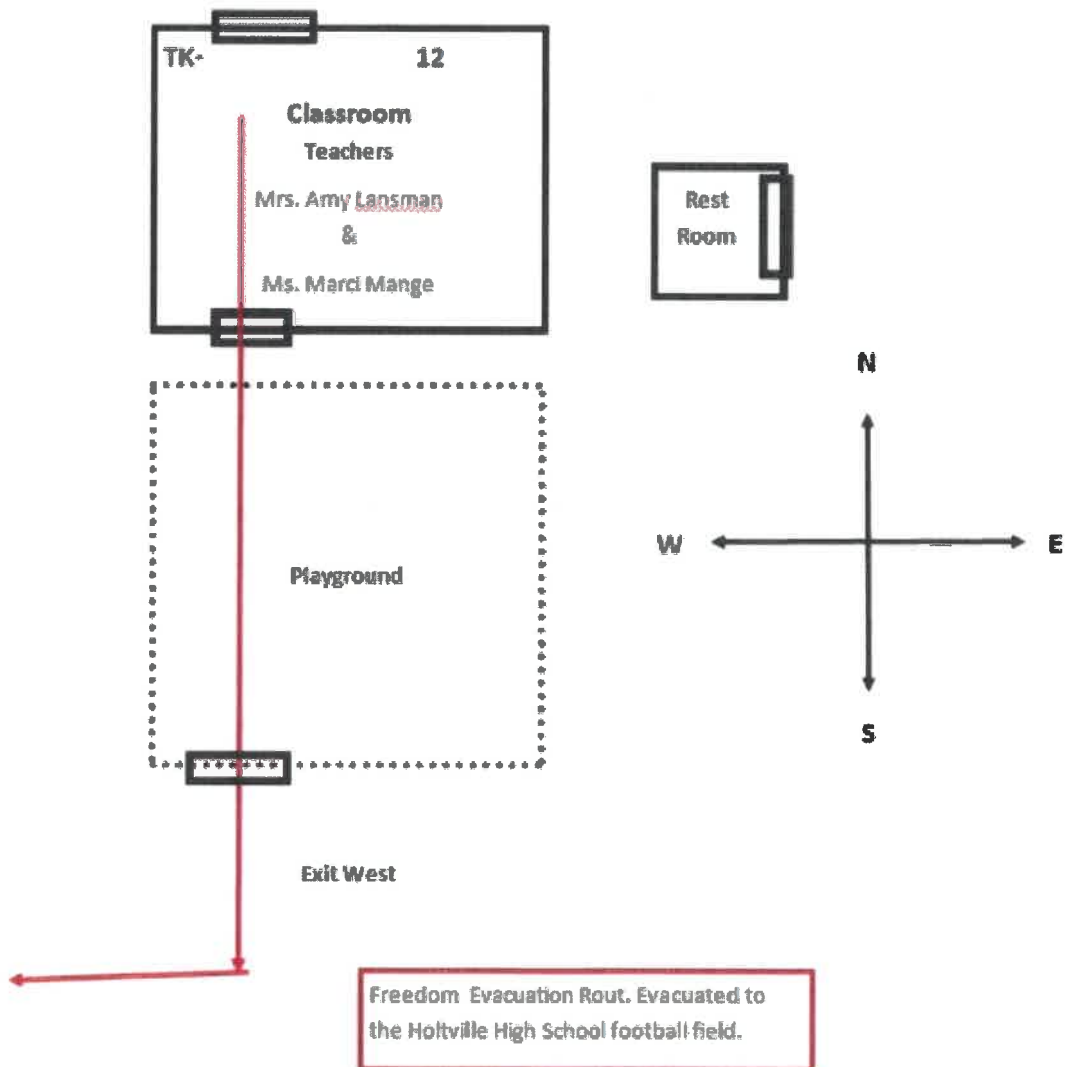 TK- 12
Classroom
Teachers
Mrs. Amy Lansman
&
Ms. Marci Mange
Rest
Room
N
W
E
S
Playground
Exit West
Freedom Evacuation Rout. Evacuated to
the Holtville High School football field.